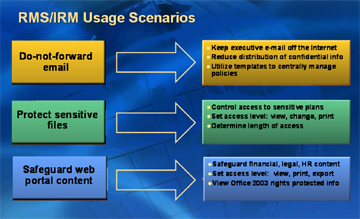 RMS/IRM Usage Scenarios
Do-not-forward
email
Keep executive e-mail off the Internet
Reduce distribution of confidential info
Utilize templates to centrally manage
policies
Protect sensitive
files
Control access to sensitive plans
Set access level: view, change, print
Determine length of access
Safeguard web
portal content
Safeguard financial, legal, HR content
Set access level: view, print, export
View Office 2003 rights protected info